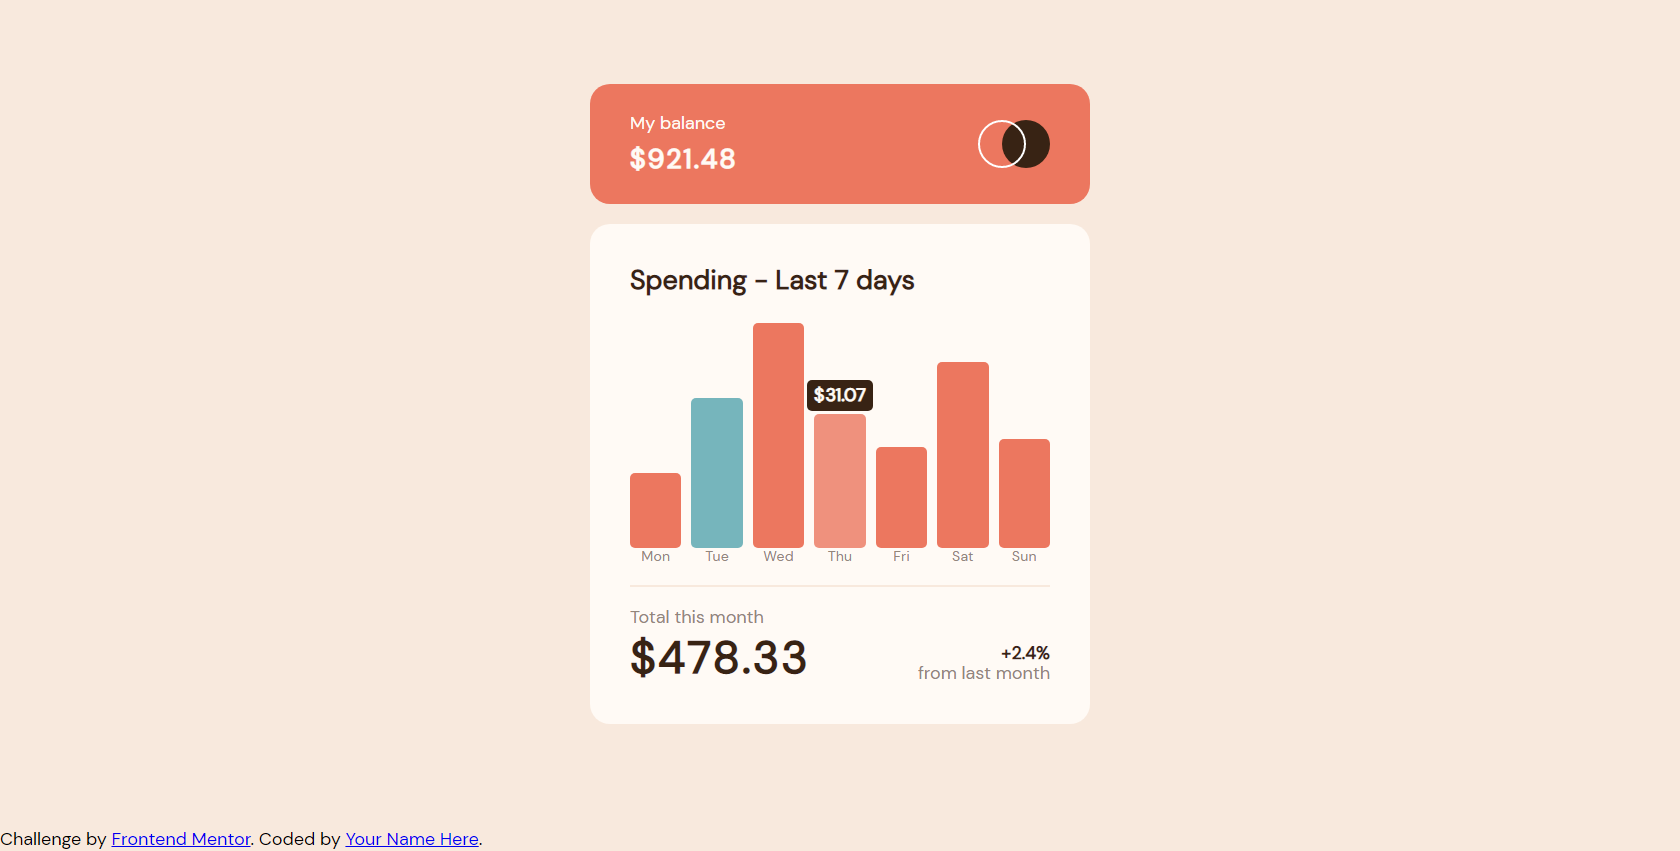 My balance
$921.48
Spending - Last 7 days
$31.07
Mon Tue Wed Thu Fri Sat Sun
Total this month
$478.33
+2.4%
from last month
Challenge by Frontend Mentor. Coded by Your Name Here.